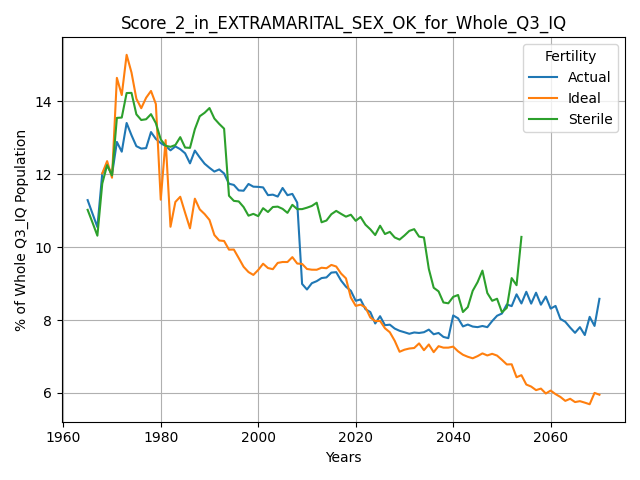 Score_2_in_EXTRAMARITAL_SEX_OK_for_Whole_Q3_IQ
% of Whole Q3_IQ Population
14
12
10
8
6
Fertility
Actual
Ideal
Sterile
1960
1980
2000
2020
2040
2060
Years